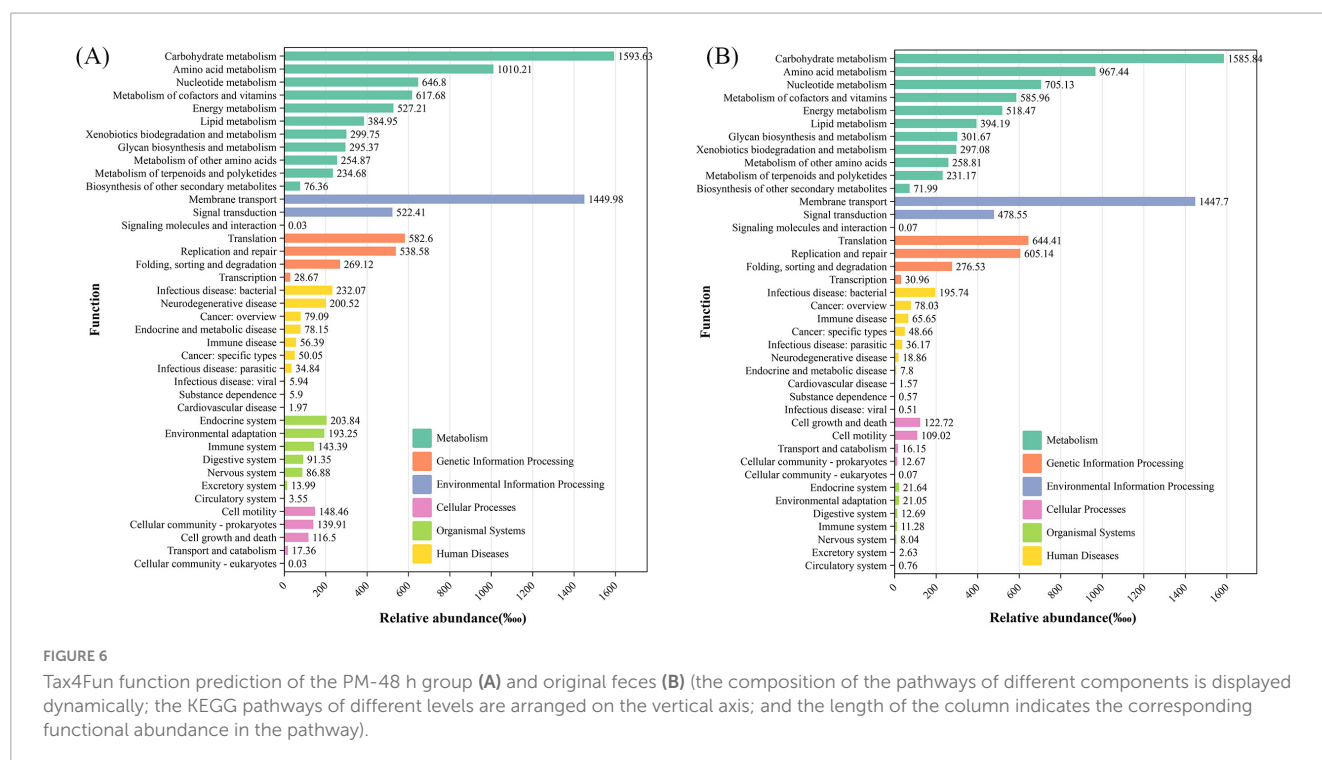 (A)
Carbohydrate metabolism 1593.63
Amino acid metabolism 1010.21
Nucleotide metabolism 646.8
Metabolism of cofactors and vitamins 617.68
Energy metabolism 527.21
Lipid metabolism 384.95
Xenobiotics biodegradation and metabolism 299.75
Glycan biosynthesis and metabolism 295.37
Metabolism of other amino acids 254.87
Metabolism of terpenoids and polyketides 234.68
Biosynthesis of other secondary metabolites 76.36
Membrane transport 1449.98
Signal transduction 522.41
Signaling molecules and interaction 0.03
Translation 582.6
Replication and repair 538.58
Folding, sorting and degradation 269.12
Transcription 28.67
Infectious disease: bacterial 232.07
Neurodegenerative disease 200.52
Cancer: overview 79.09
Endocrine and metabolic disease 78.15
Immune disease 56.39
Cancer: specific types 50.05
Infectious disease: parasitic 34.84
Infectious disease: viral 5.94
Substance dependence 5.9
Cardiovascular disease 1.97
Endocrine system 203.84
Environmental adaptation 193.25
Immune system 143.39
Digestive system 91.35
Nervous system 86.88
Excretory system 13.99
Circulatory system 3.55
Cell motility 148.46
Cellular community - prokaryotes 139.91
Cell growth and death 116.5
Transport and catabolism 17.36
Cellular community - eukaryotes 0.03
Function
Metabolism
Genetic Information Processing
Environmental Information Processing
Cellular Processes
Organismal Systems
Human Diseases
0 200 400 600 800 1000 1200 1400 1600
Relative abundance(‱)
(B)
Carbohydrate metabolism 1585.84
Amino acid metabolism 967.44
Nucleotide metabolism 705.13
Metabolism of cofactors and vitamins 585.96
Energy metabolism 518.47
Lipid metabolism 394.19
Glycan biosynthesis and metabolism 301.67
Xenobiotics biodegradation and metabolism 297.08
Metabolism of other amino acids 258.81
Metabolism of terpenoids and polyketides 231.17
Biosynthesis of other secondary metabolites 71.99
Membrane transport 1447.7
Signal transduction 478.55
Signaling molecules and interaction 0.07
Translation 644.41
Replication and repair 605.14
Folding, sorting and degradation 276.53
Transcription 30.96
Infectious disease: bacterial 195.74
Cancer: overview 78.03
Immune disease 65.65
Cancer: specific types 48.66
Infectious disease: parasitic 36.17
Neurodegenerative disease 18.86
Endocrine and metabolic disease 7.8
Cardiovascular disease 1.57
Substance dependence 0.57
Infectious disease: viral 0.51
Cell growth and death 122.72
Cell motility 109.02
Transport and catabolism 16.15
Cellular community - prokaryotes 12.67
Cellular community - eukaryotes 0.07
Endocrine system 21.64
Environmental adaptation 21.05
Digestive system 12.69
Immune system 11.28
Nervous system 8.04
Excretory system 2.63
Circulatory system 0.76
Function
Metabolism
Genetic Information Processing
Environmental Information Processing
Cellular Processes
Organismal Systems
Human Diseases
0 200 400 600 800 1000 1200 1400 1600
Relative abundance(‱)
FIGURE 6
Tax4Fun function prediction of the PM-48 h group (A) and original feces (B) (the composition of the pathways of different components is displayed
dynamically; the KEGG pathways of different levels are arranged on the vertical axis; and the length of the column indicates the corresponding
functional abundance in the pathway).